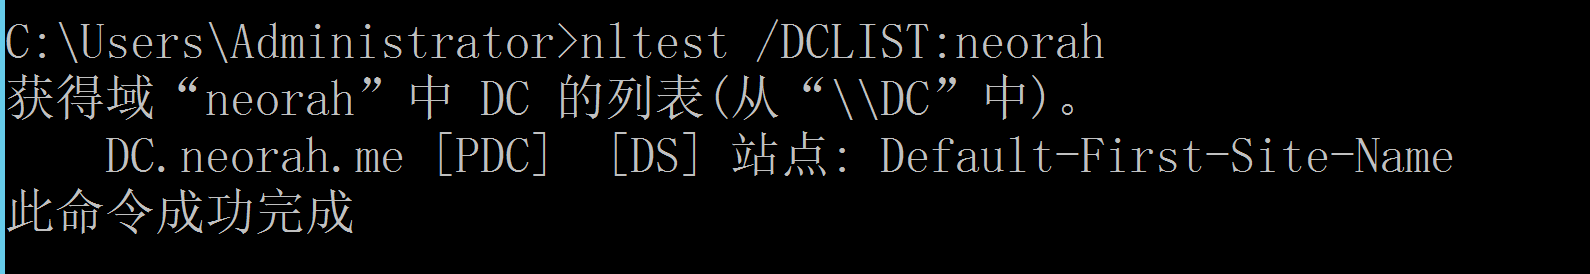 C:\Users\Administrator>nltest /DCLIST:neorah
获得域“neorah”中 DC 的列表(从“\\DC”中)。
    DC.neorah.me [PDC]  [DS] 站点: Default-First-Site-Name
此命令成功完成